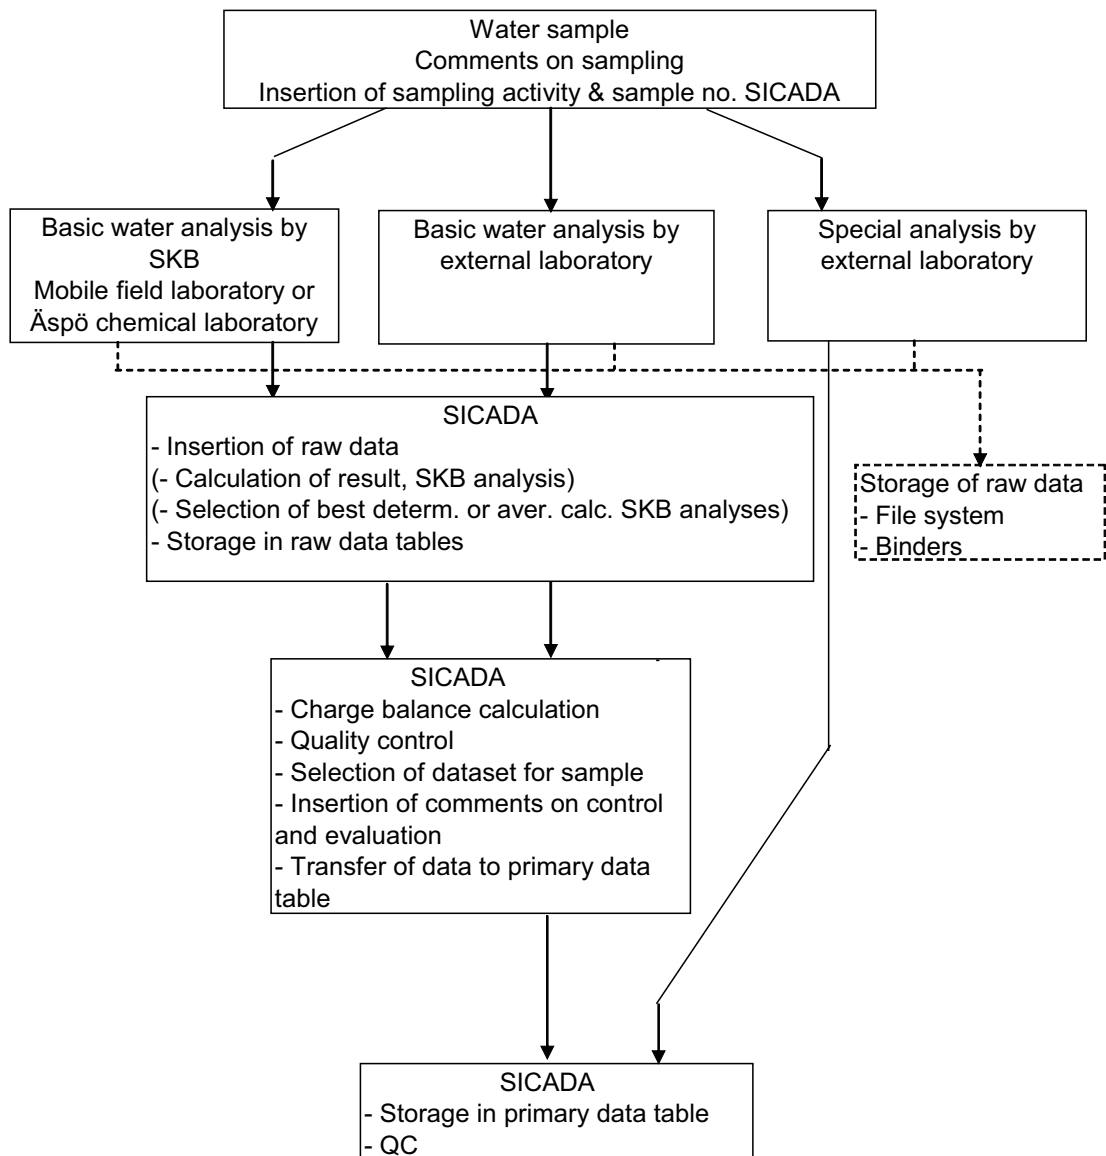 Water sample
Comments on sampling
Insertion of sampling activity & sample no. SICADA
Basic water analysis by
SKB
Mobile field laboratory or
Äspö chemical laboratory
Basic water analysis by
external laboratory
Special analysis by
external laboratory
SICADA
- Insertion of raw data
(- Calculation of result, SKB analysis)
(- Selection of best determ. or aver. calc. SKB analyses)
- Storage in raw data tables
Storage of raw data
- File system
- Binders
SICADA
- Charge balance calculation
- Quality control
- Selection of dataset for sample
- Insertion of comments on control
and evaluation
- Transfer of data to primary data
table
SICADA
- Storage in primary data table
- QC